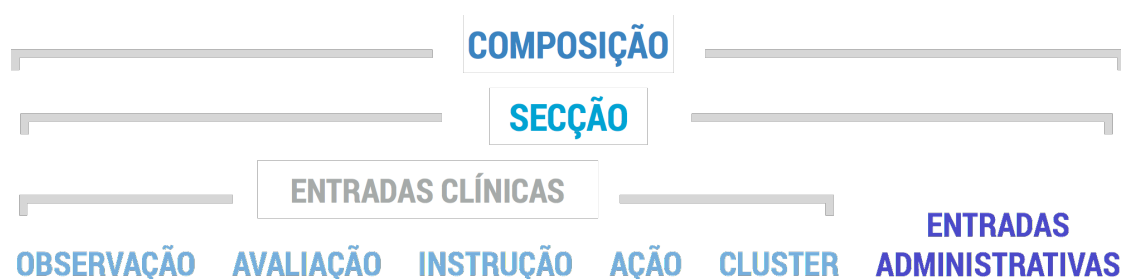 COMPOSIÇÃO
SECÇÃO
ENTRADAS CLÍNICAS
OBSERVAÇÃO AVALIAÇÃO INSTRUÇÃO AÇÃO CLUSTER
ENTRADAS
ADMINISTRATIVAS